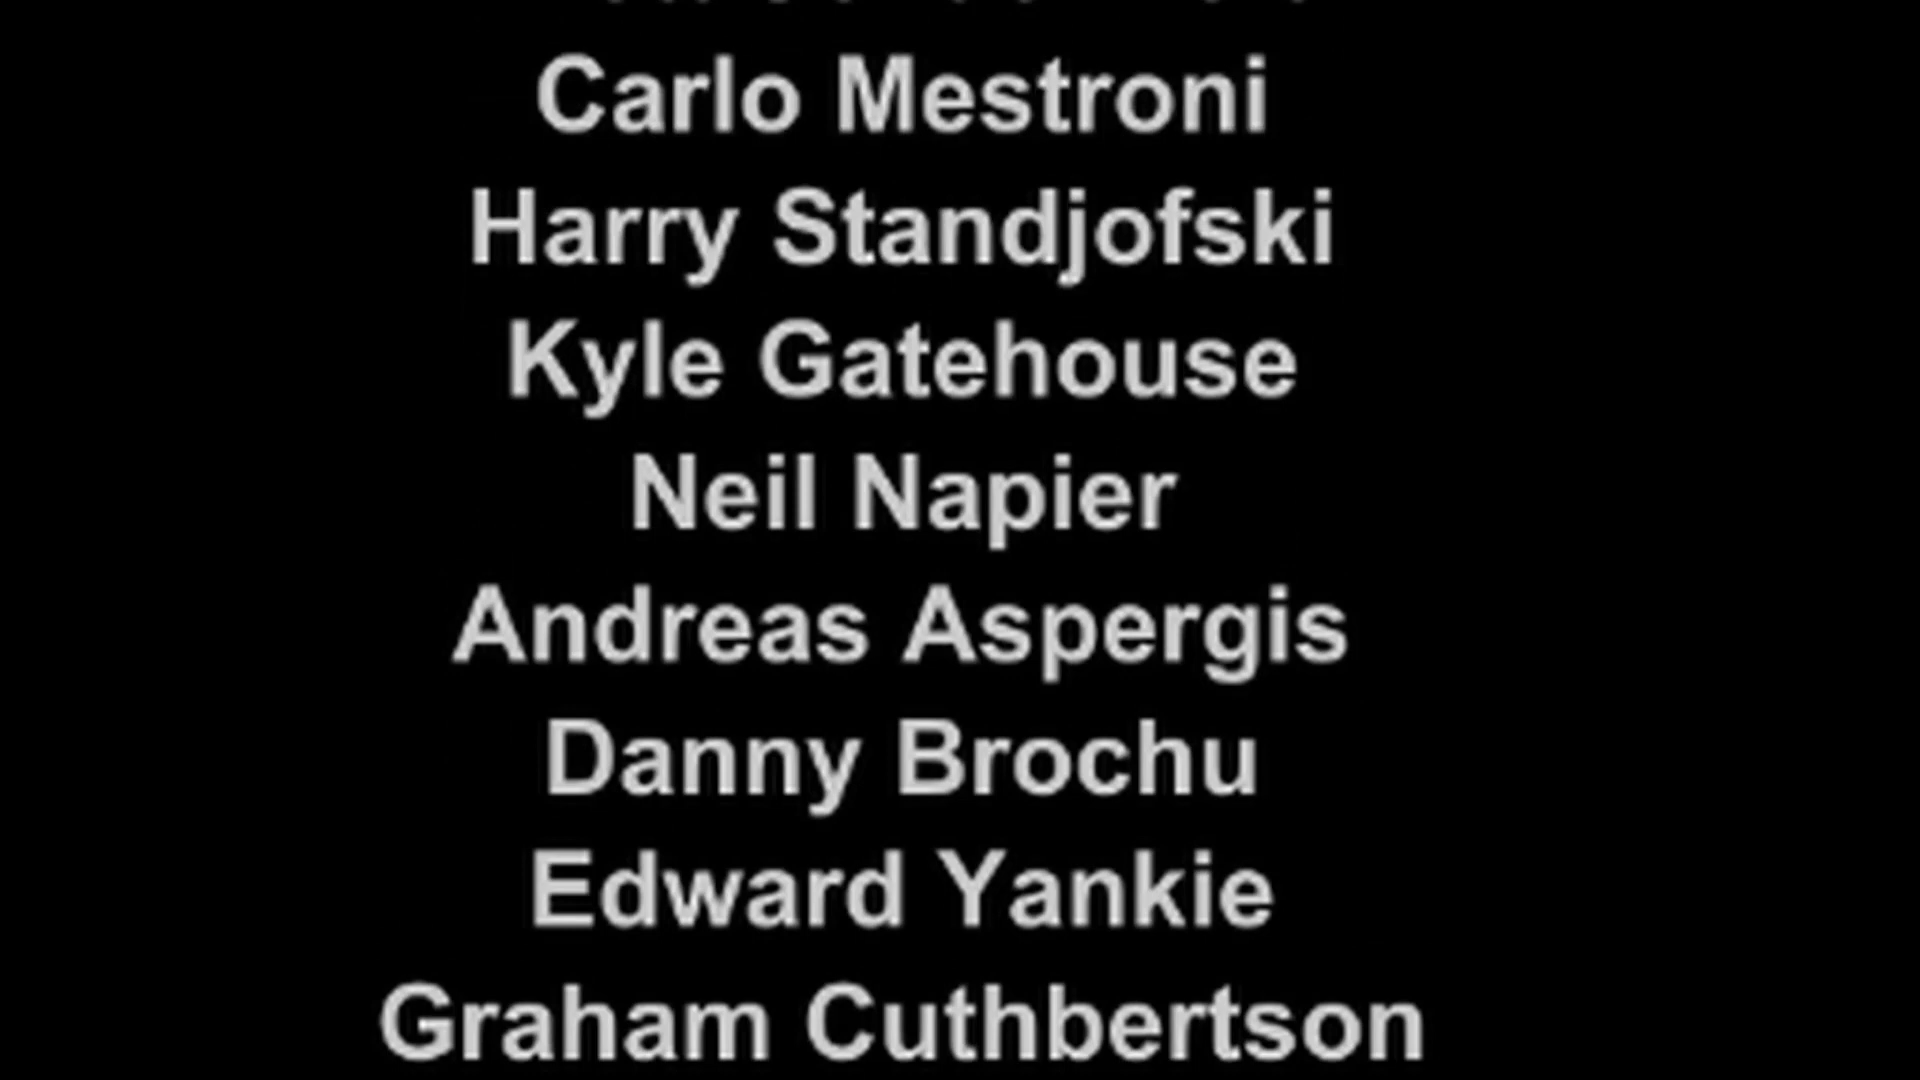 Carlo Mestroni
Harry Standjofski
Kyle Gatehouse
Neil Napier
Andreas Aspergis
Danny Brochu
Edward Yankie
Graham Cuthbertson